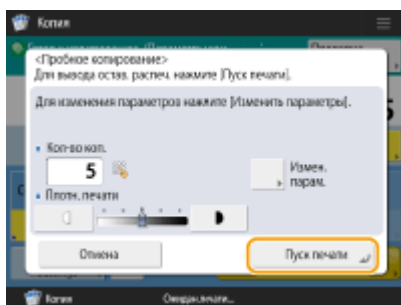 Копия
<Пробное копирование>
Для вывода остав. распеч. нажмите [Пуск печати].
Для изменения параметров нажмите [Изменить параметры].
Кол-во коп.
5
Измен.
парам.
Плотн. печати
Отмена
Пуск печати
Копия
Ожидан.печати...